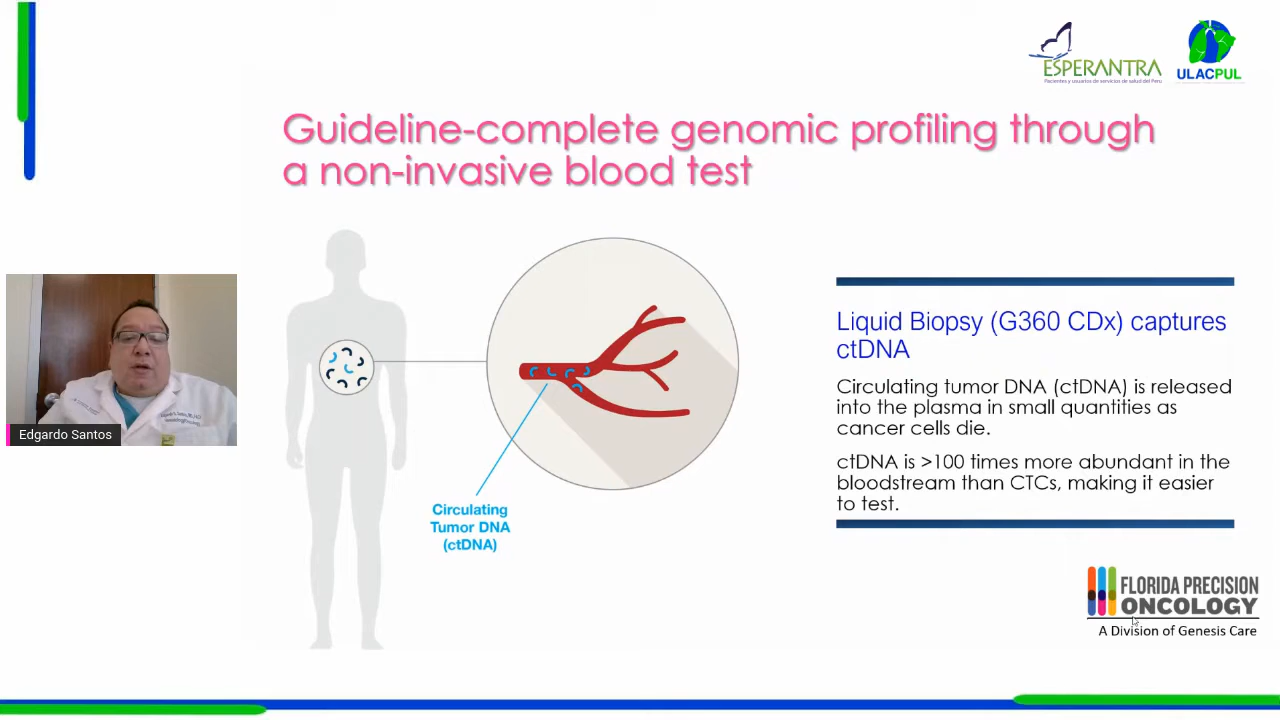 ESPERANTRA
Pacientes y usuarios de servicios de salud del Perú
ULACPUL
Guideline-complete genomic profiling through
a non-invasive blood test
Liquid Biopsy (G360 CDx) captures
ctDNA
Circulating tumor DNA (ctDNA) is released
into the plasma in small quantities as
cancer cells die.
ctDNA is >100 times more abundant in the
bloodstream than CTCs, making it easier
to test.
Edgardo Santos
Circulating
Tumor DNA
(ctDNA)
FLORIDA PRECISION
ONCOLOGY
A Division of Genesis Care